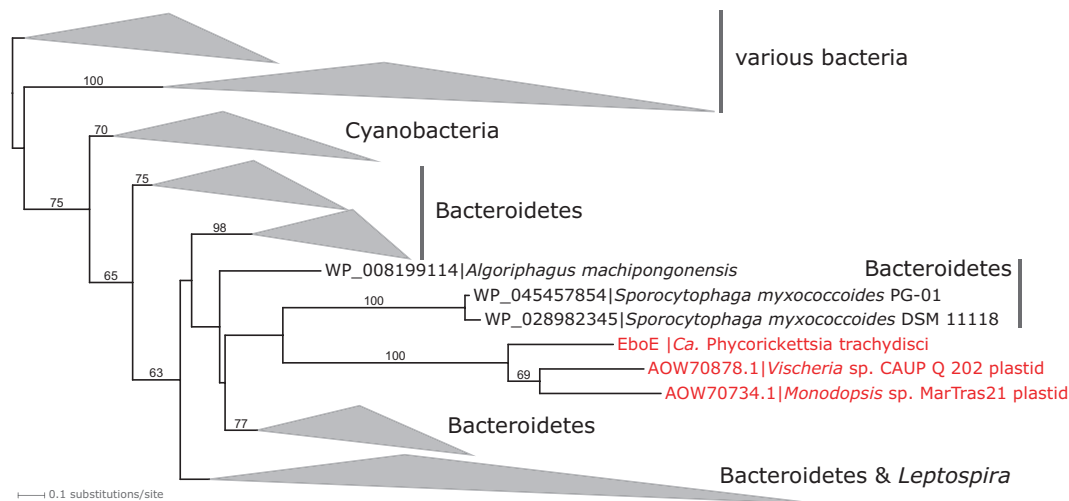 various bacteria
100
70
Cyanobacteria
75
75
Bacteroidetes
98
65
WP_008199114|Algoriphagus machipongonensis
Bacteroidetes
100
WP_045457854|Sporocytophaga myxococcoides PG-01
WP_028982345|Sporocytophaga myxococcoides DSM 11118
EboE |Ca. Phycorickettsia trachydisci
100
69
AOW70878.1|Vischeria sp. CAUP Q 202 plastid
63
AOW70734.1|Monodopsis sp. MarTras21 plastid
77
Bacteroidetes
Bacteroidetes & Leptospira
0.1 substitutions/site